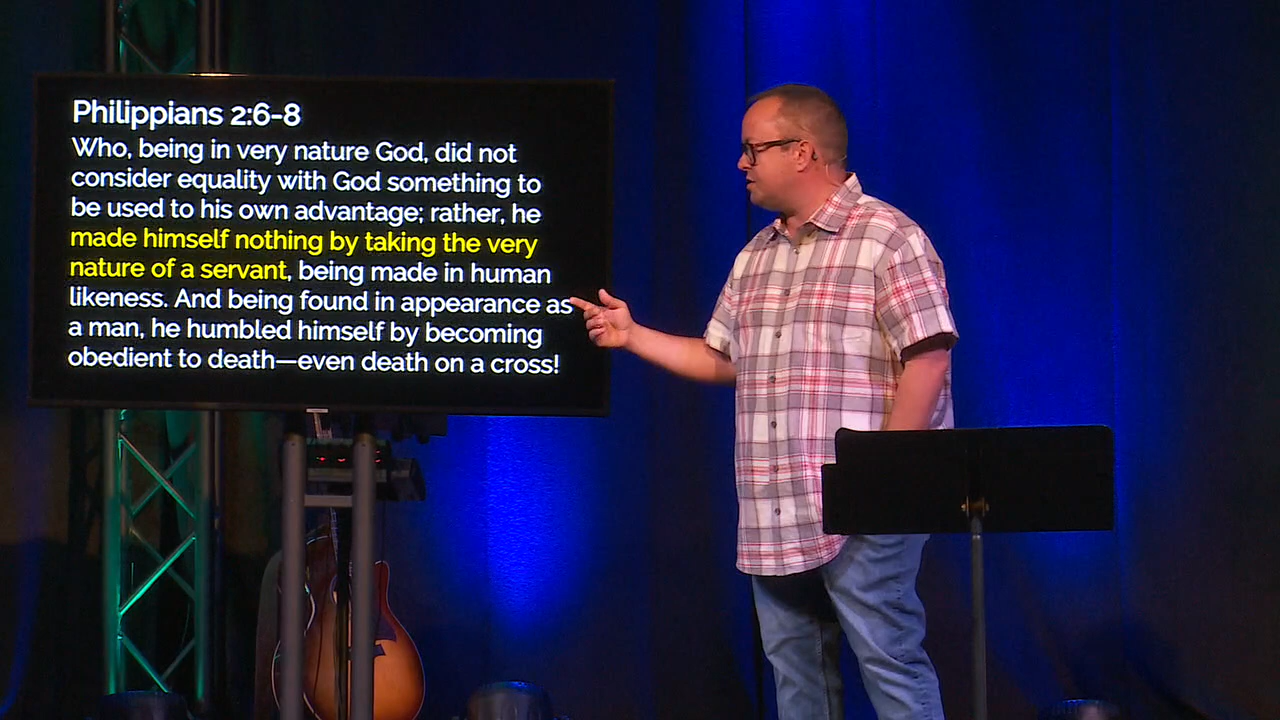 Philippians 2:6-8
Who, being in very nature God, did not
consider equality with God something to
be used to his own advantage; rather, he
made himself nothing by taking the very
nature of a servant, being made in human
likeness. And being found in appearance as
a man, he humbled himself by becoming
obedient to death—even death on a cross!